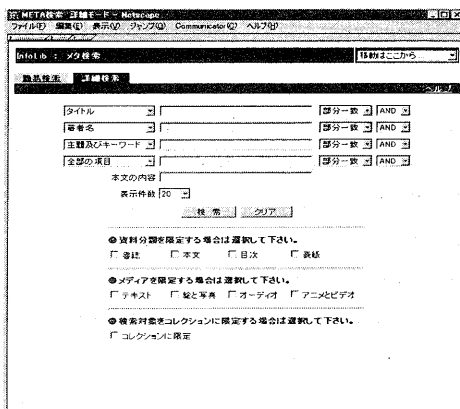 META検索 詳細モード - Netscape
ファイル(F) 編集(E) 表示(V) ジャンプ(G) Communicator(C) ヘルプ(H)
InfoLib : メタ検索 移動はここから
簡易検索 詳細検索
ヘルプ
タイトル 部分一致 AND
著者名 部分一致 AND
主題及びキーワード 部分一致 AND
全部の項目 部分一致 AND
本文の内容
表示件数 20
検 索 クリア
資料分類を限定する場合は選択して下さい。
書誌 本文 目次 表紙
メディアを限定する場合は選択して下さい。
テキスト 絵と写真 オーディオ アニメとビデオ
検索対象をコレクションに限定する場合は選択して下さい。
コレクションに限定